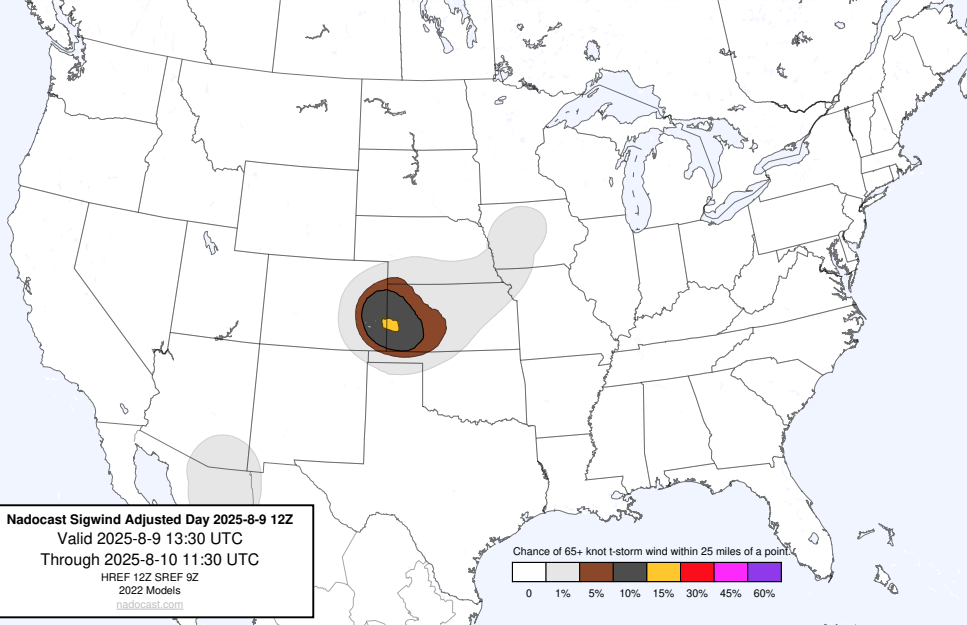 Nadocast Sigwind Adjusted Day 2025-8-9 12Z
Valid 2025-8-9 13:30 UTC
Through 2025-8-10 11:30 UTC
HREF 12Z SREF 9Z
2022 Models
nadocast.com
Chance of 65+ knot t-storm wind within 25 miles of a point.
0 1% 5% 10% 15% 30% 45% 60%